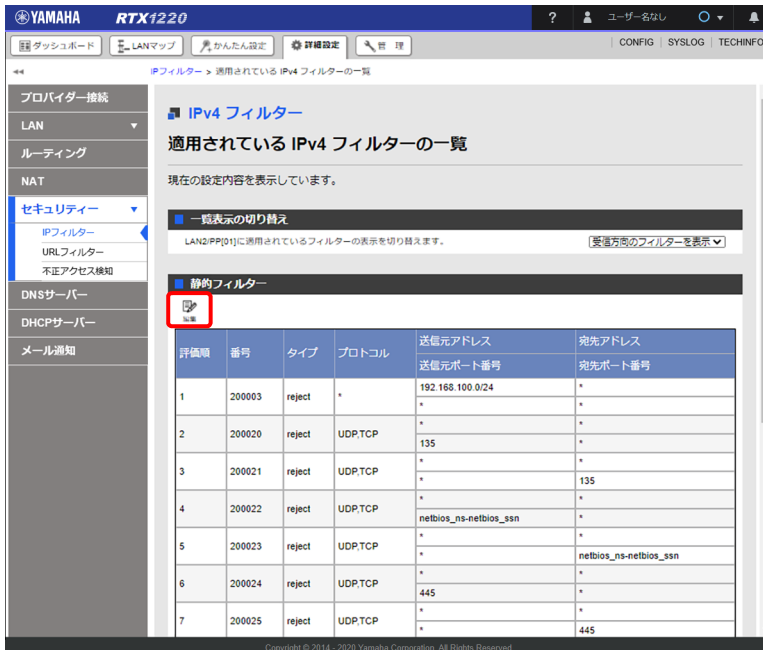 YAMAHA RTX1220 ? ユーザー名なし
ダッシュボード LANマップ かんたん設定 詳細設定 管 理 CONFIG SYSLOG TECHINFO
IPフィルター > 適用されている IPv4 フィルターの一覧
プロバイダー接続
LAN
ルーティング
NAT
セキュリティー
IPフィルター
URLフィルター
不正アクセス検知
DNSサーバー
DHCPサーバー
メール通知
IPv4 フィルター
適用されている IPv4 フィルターの一覧
現在の設定内容を表示しています。
一覧表示の切り替え
LAN2/PP[01]に適用されているフィルターの表示を切り替えます。 受信方向のフィルターを表示
静的フィルター
編集
評価順 番号 タイプ プロトコル 送信元アドレス 宛先アドレス
送信元ポート番号 宛先ポート番号
1 200003 reject * 192.168.100.0/24 *
* *
2 200020 reject UDP,TCP * *
135 *
3 200021 reject UDP,TCP * *
* 135
4 200022 reject UDP,TCP * *
netbios_ns-netbios_ssn *
5 200023 reject UDP,TCP * *
* netbios_ns-netbios_ssn
6 200024 reject UDP,TCP * *
445 *
7 200025 reject UDP,TCP * *
* 445
Copyright © 2014 - 2020 Yamaha Corporation. All Rights Reserved.